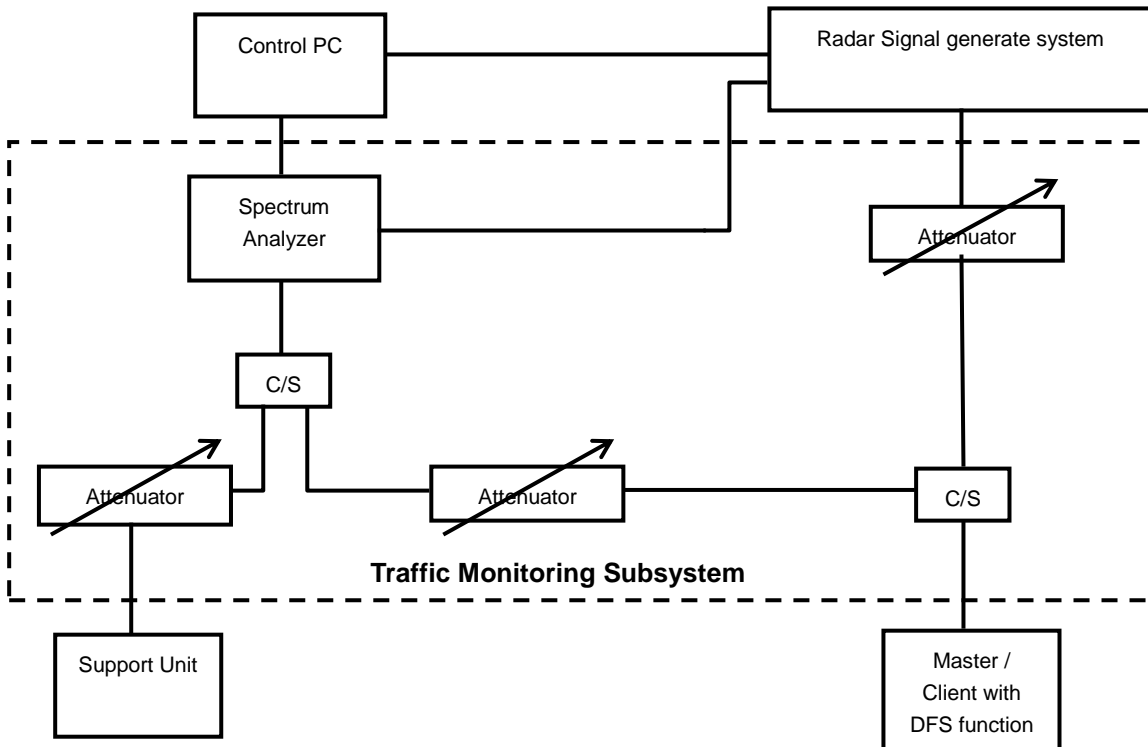 Control PC
Radar Signal generate system
Spectrum
Analyzer
Attenuator
C/S
Attenuator
Attenuator
C/S
Traffic Monitoring Subsystem
Support Unit
Master /
Client with
DFS function